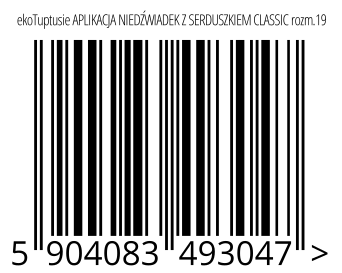 ekoTuptusie APLIKACJA NIEDŹWIADEK Z SERDUSZKIEM CLASSIC rozm.19
5 904083 493047 >